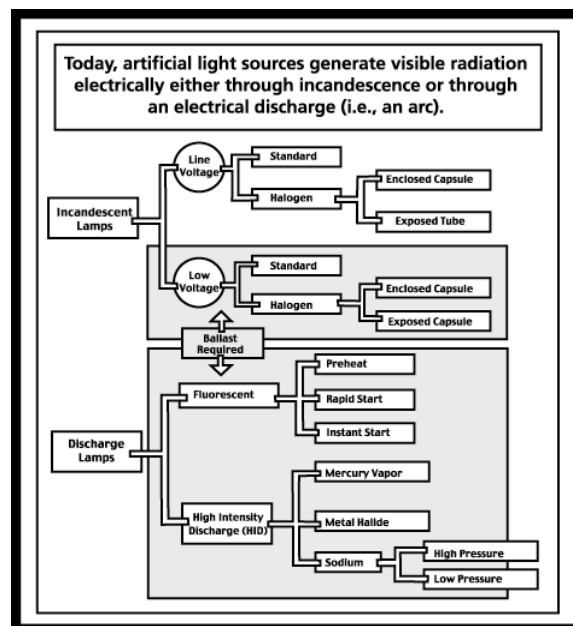 Today, artificial light sources generate visible radiation
electrically either through incandescence or through
an electrical discharge (i.e., an arc).
Line
Voltage
Standard
Halogen
Enclosed Capsule
Exposed Tube
Incandescent
Lamps
Low
Voltage
Standard
Halogen
Enclosed Capsule
Exposed Capsule
Ballast
Required
Preheat
Fluorescent
Rapid Start
Instant Start
Discharge
Lamps
Mercury Vapor
High Intensity
Discharge (HID)
Metal Halide
Sodium
High Pressure
Low Pressure